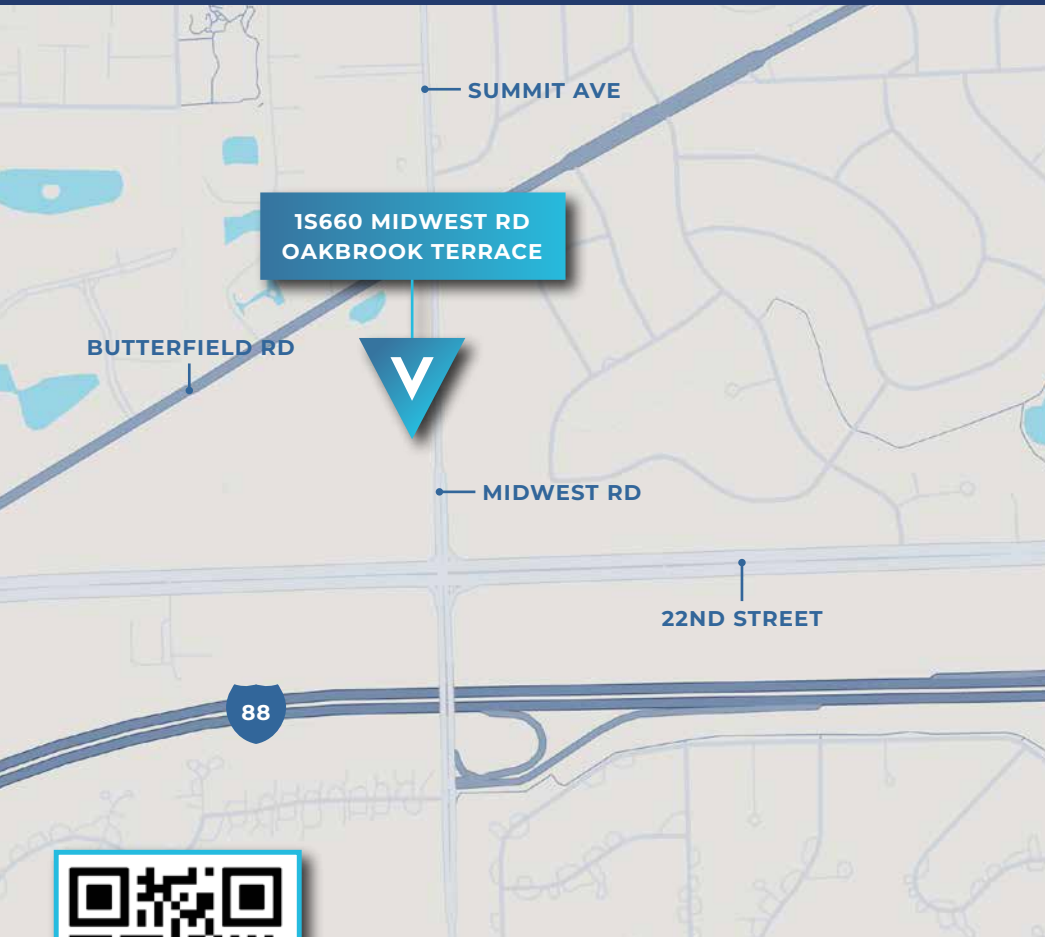 SUMMIT AVE
1S660 MIDWEST RD
OAKBROOK TERRACE
BUTTERFIELD RD
V
MIDWEST RD
22ND STREET
88